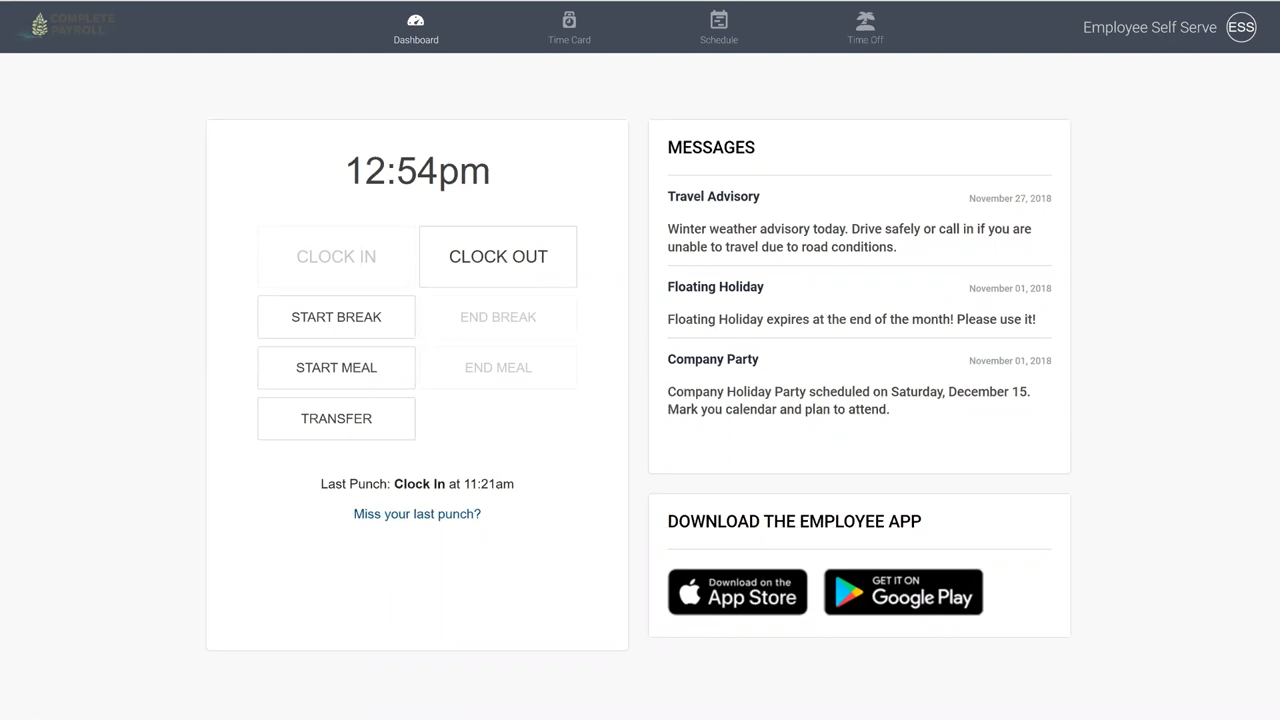 COMPLETE
PAYROLL
Dashboard
Time Card
Schedule
Time Off
Employee Self Serve ESS
12:54pm
CLOCK IN
CLOCK OUT
START BREAK
END BREAK
START MEAL
END MEAL
TRANSFER
Last Punch: Clock In at 11:21am
Miss your last punch?
MESSAGES
Travel Advisory November 27, 2018
Winter weather advisory today. Drive safely or call in if you are
unable to travel due to road conditions.
Floating Holiday November 01, 2018
Floating Holiday expires at the end of the month! Please use it!
Company Party November 01, 2018
Company Holiday Party scheduled on Saturday, December 15.
Mark you calendar and plan to attend.
DOWNLOAD THE EMPLOYEE APP
Download on the
App Store
GET IT ON
Google Play